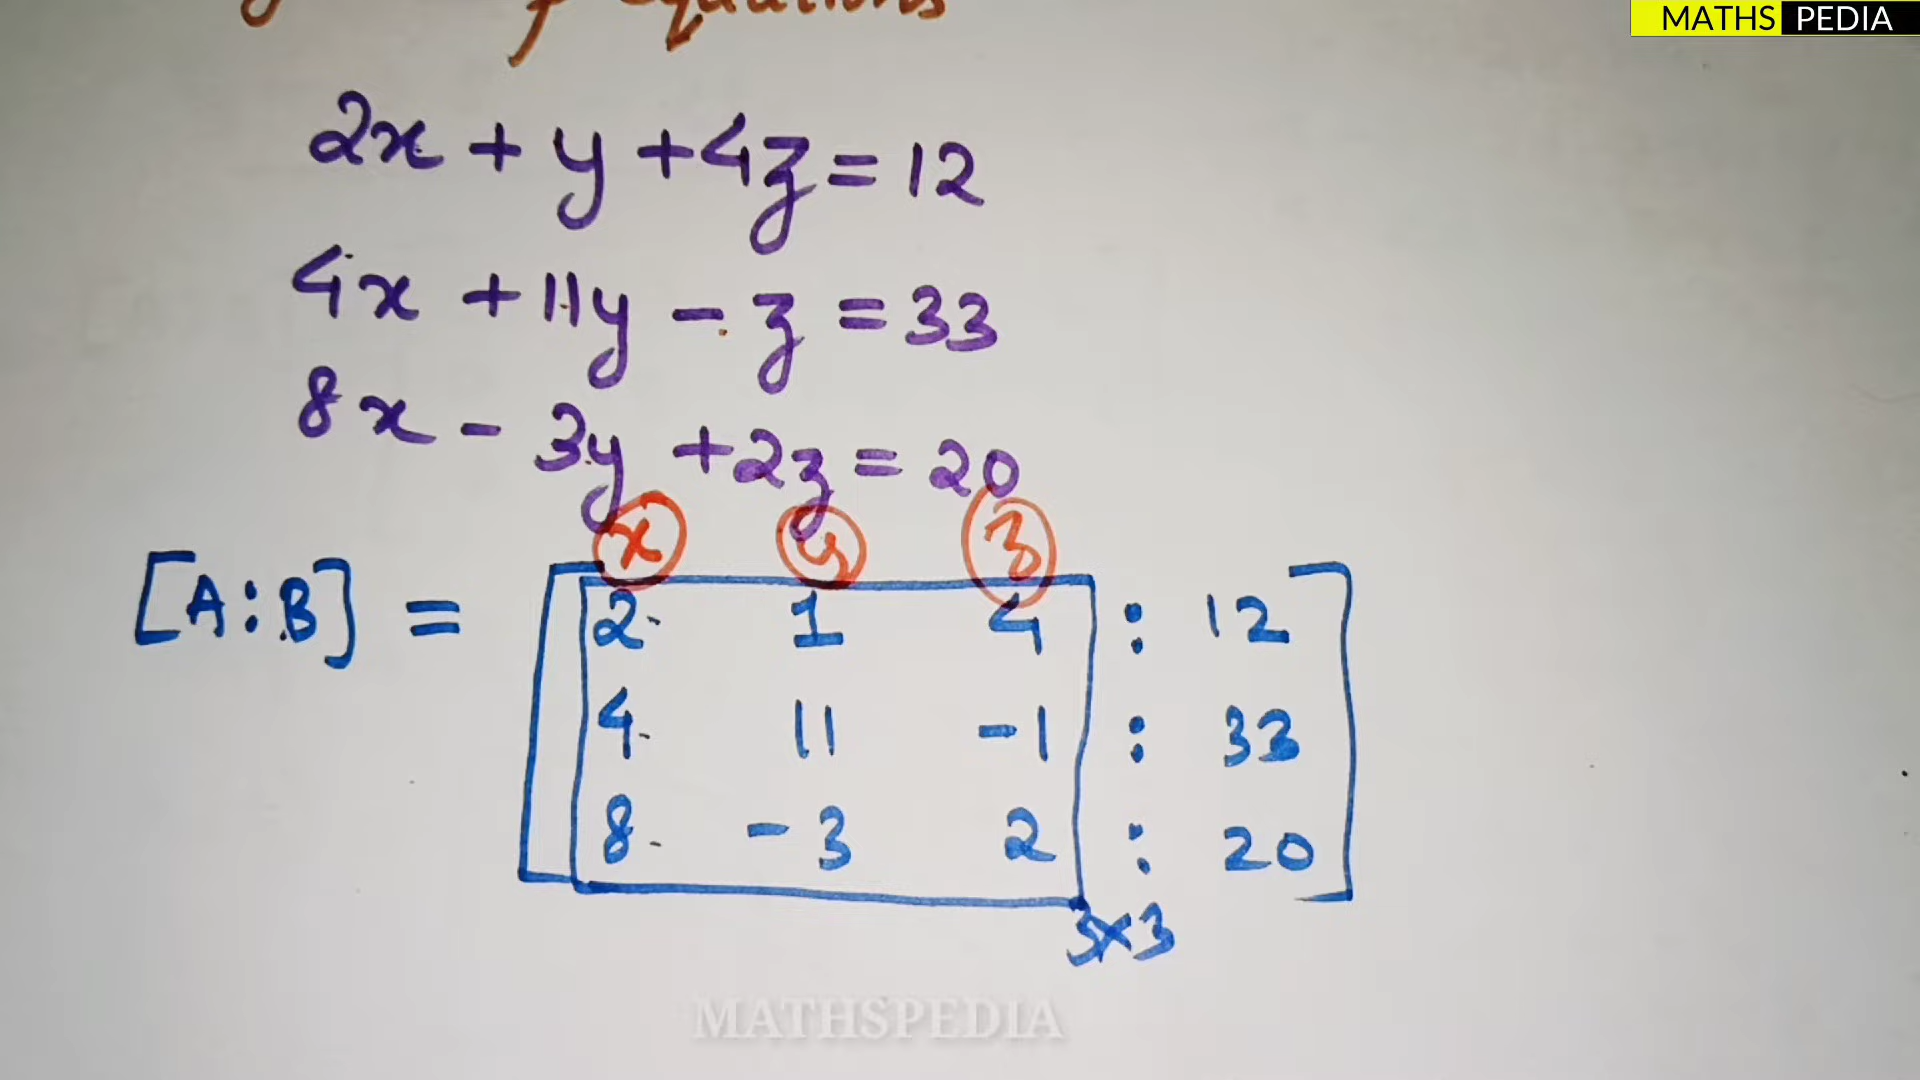 MATHS PEDIA
equations
2x + y + 4z = 12
4x + 11y - z = 33
8x - 3y + 2z = 20
x y z
[A:B] = [2 1 4 : 12
4 11 -1 : 33
8 -3 2 : 20]
3×3
MATHSPEDIA